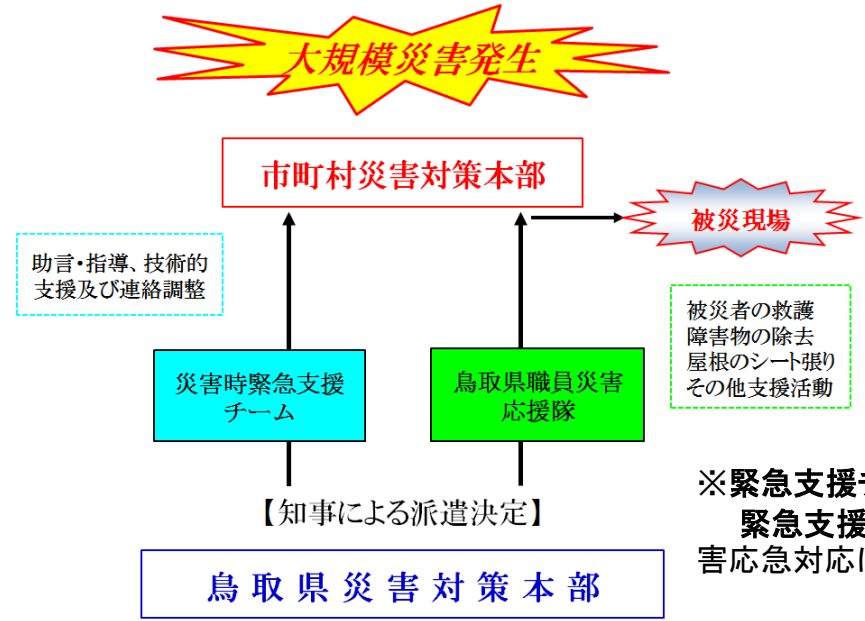 大規模災害発生
市町村災害対策本部
被災現場
助言・指導、技術的
支援及び連絡調整
被災者の救護
障害物の除去
屋根のシート張り
その他支援活動
災害時緊急支援
チーム
鳥取県職員災害
応援隊
【知事による派遣決定】
鳥取県災害対策本部
※緊急支援
緊急支援
害応急対応